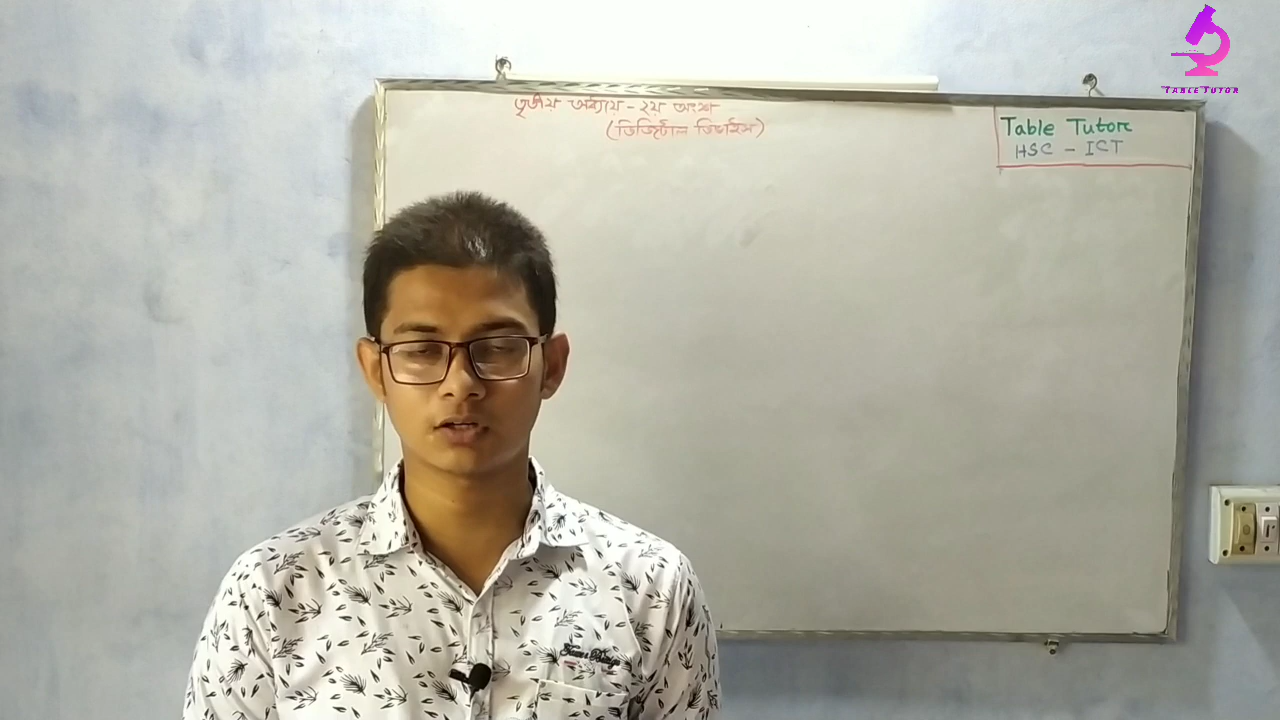 তৃতীয় অধ্যায় - ২য় অংশ
(ডিজিটাল ডিভাইস)
Table Tutor
HSC - ICT
TABLE TUTOR